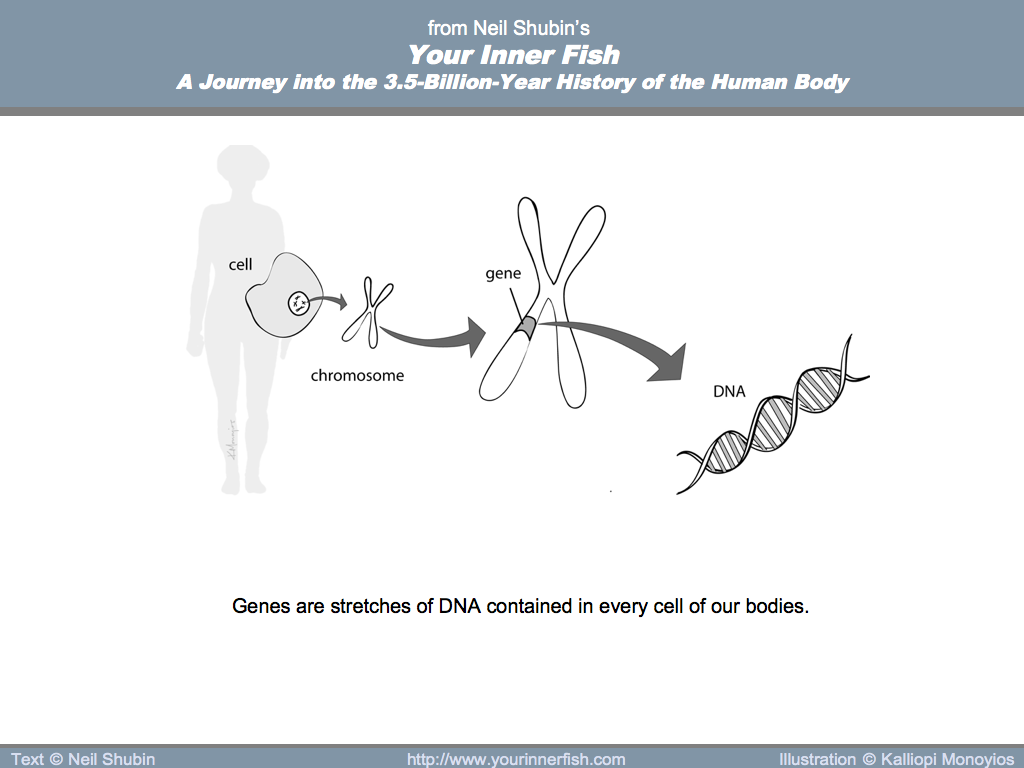 from Neil Shubin’s
Your Inner Fish
A Journey into the 3.5-Billion-Year History of the Human Body
cell
gene
chromosome
DNA
Genes are stretches of DNA contained in every cell of our bodies.
Text © Neil Shubin
http://www.yourinnerfish.com
Illustration © Kalliopi Monoyios